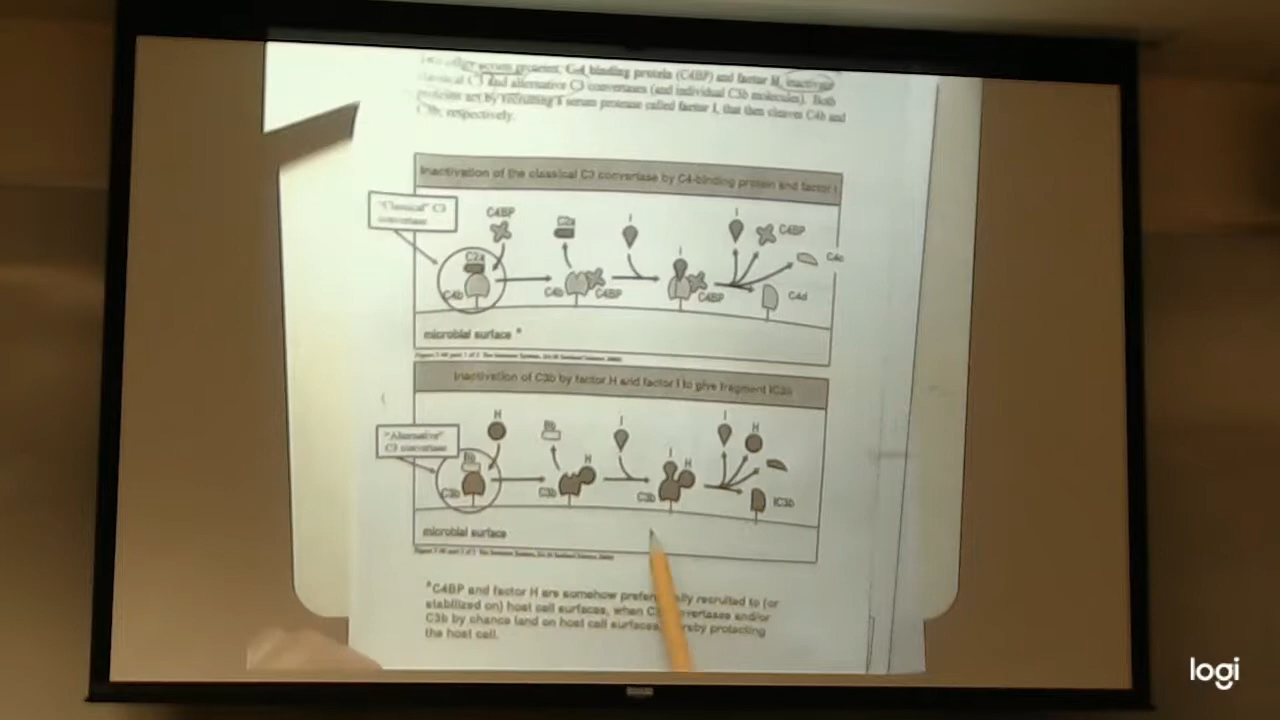 serum proteins, C4 binding protein (C4BP) and factor H, inactivate
classical C3 and alternative C3 convertases (and individual C3b molecules). Both
proteins act by recruiting a serum protease called factor I, that then cleaves C4b and
C3b, respectively.
Inactivation of the classical C3 convertase by C4-binding protein and factor I
"Classical" C3
convertase
C4BP
C2a
I
I
C4BP
C4c
C2a
I
C4b
C4b
C4BP
C4BP
C4d
microbial surface *
Inactivation of C3b by factor H and factor I to give fragment iC3b
"Alternative"
C3 convertase
H
Bb
I
I
H
Bb
H
I
H
C3b
C3b
C3b
iC3b
microbial surface
*C4BP and factor H are somehow preferentially recruited to (or
stabilized on) host cell surfaces, when C3 convertases and/or
C3b by chance land on host cell surfaces, thereby protecting
the host cell.
logi